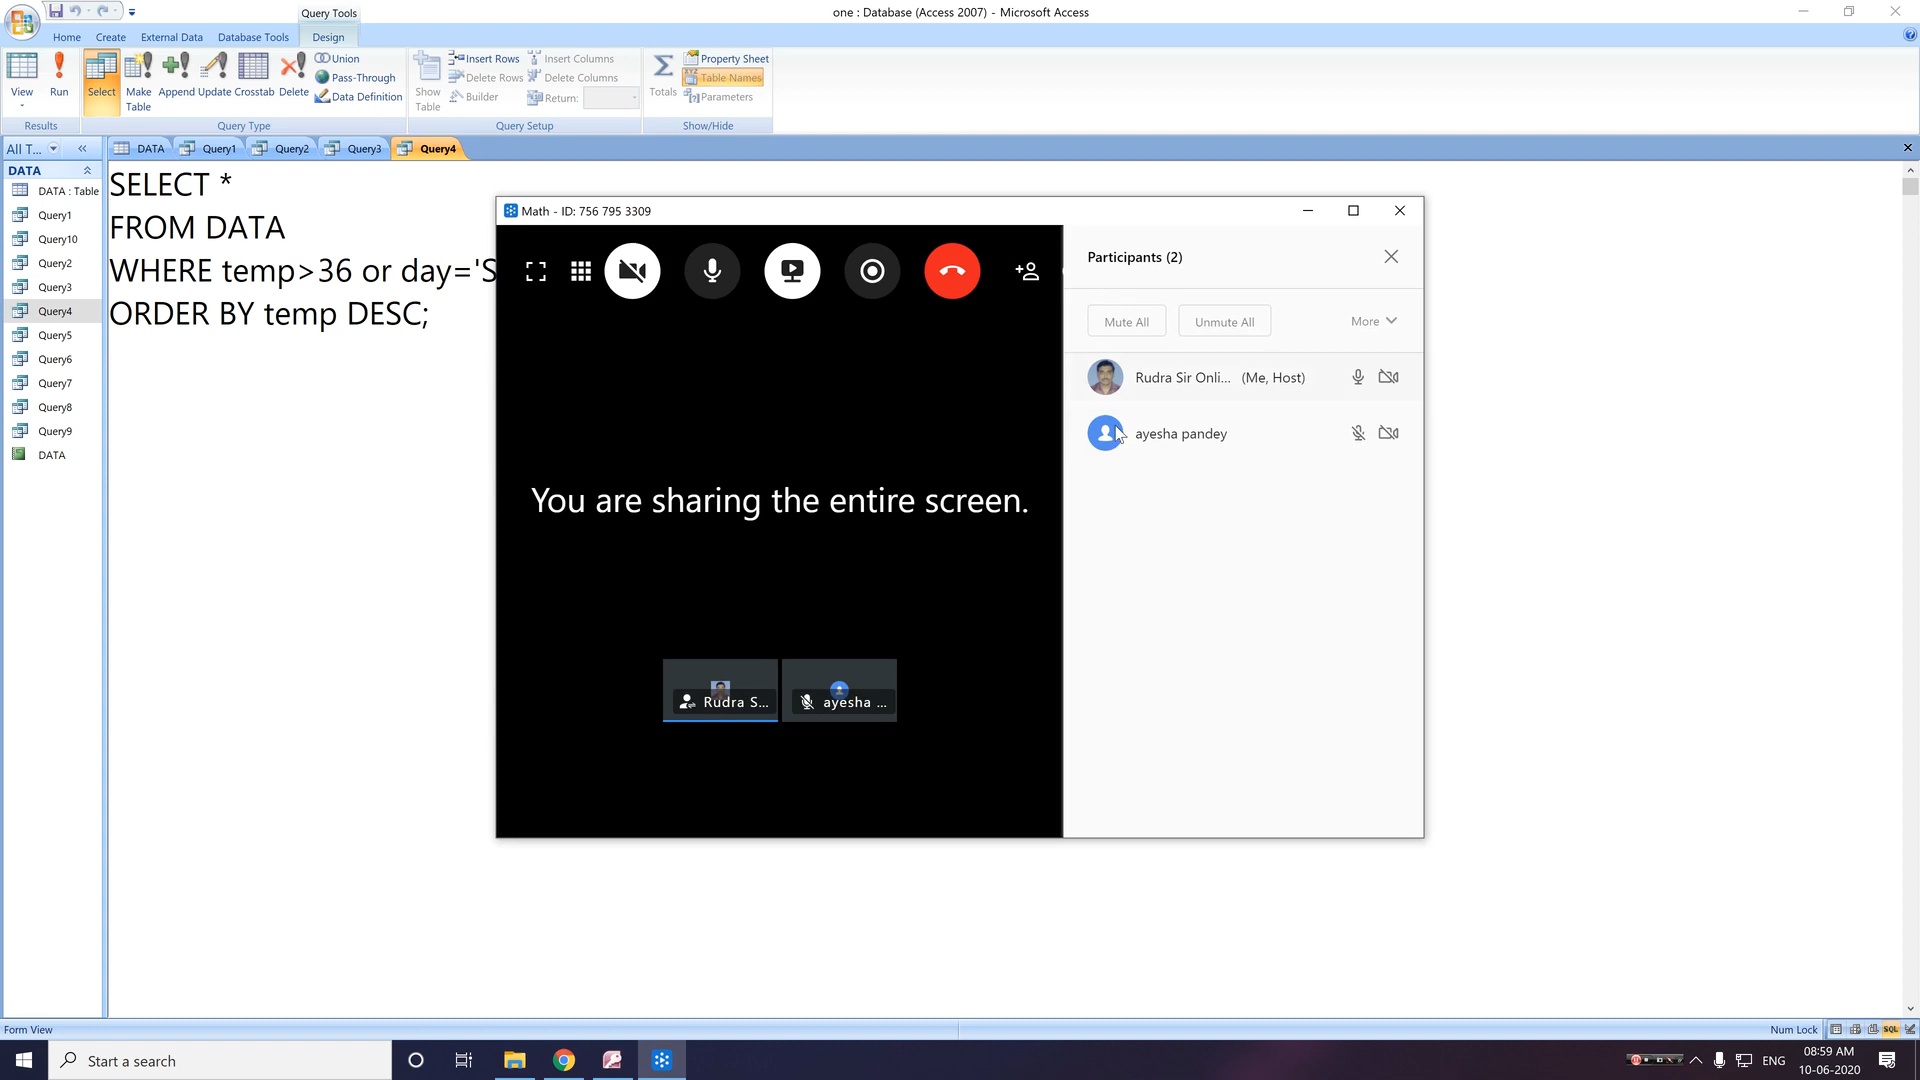 one : Database (Access 2007) - Microsoft Access
Query Tools
Home Create External Data Database Tools Design
View
Run
Select
Make Table
Append
Update
Crosstab
Delete
Union
Pass-Through
Data Definition
Show Table
Insert Rows
Delete Rows
Builder
Insert Columns
Delete Columns
Return:
Totals
Property Sheet
Table Names
Parameters
Results
Query Type
Query Setup
Show/Hide
All T...
DATA Query1 Query2 Query3 Query4
DATA
DATA : Table
Query1
Query10
Query2
Query3
Query4
Query5
Query6
Query7
Query8
Query9
DATA
SELECT *
FROM DATA
WHERE temp>36 or day='S
ORDER BY temp DESC;
Math - ID: 756 795 3309
You are sharing the entire screen.
Rudra S...
ayesha ...
Participants (2)
Mute All
Unmute All
More
Rudra Sir Onli... (Me, Host)
ayesha pandey
Form View
Num Lock
SQL
Start a search
ENG
08:59 AM
10-06-2020